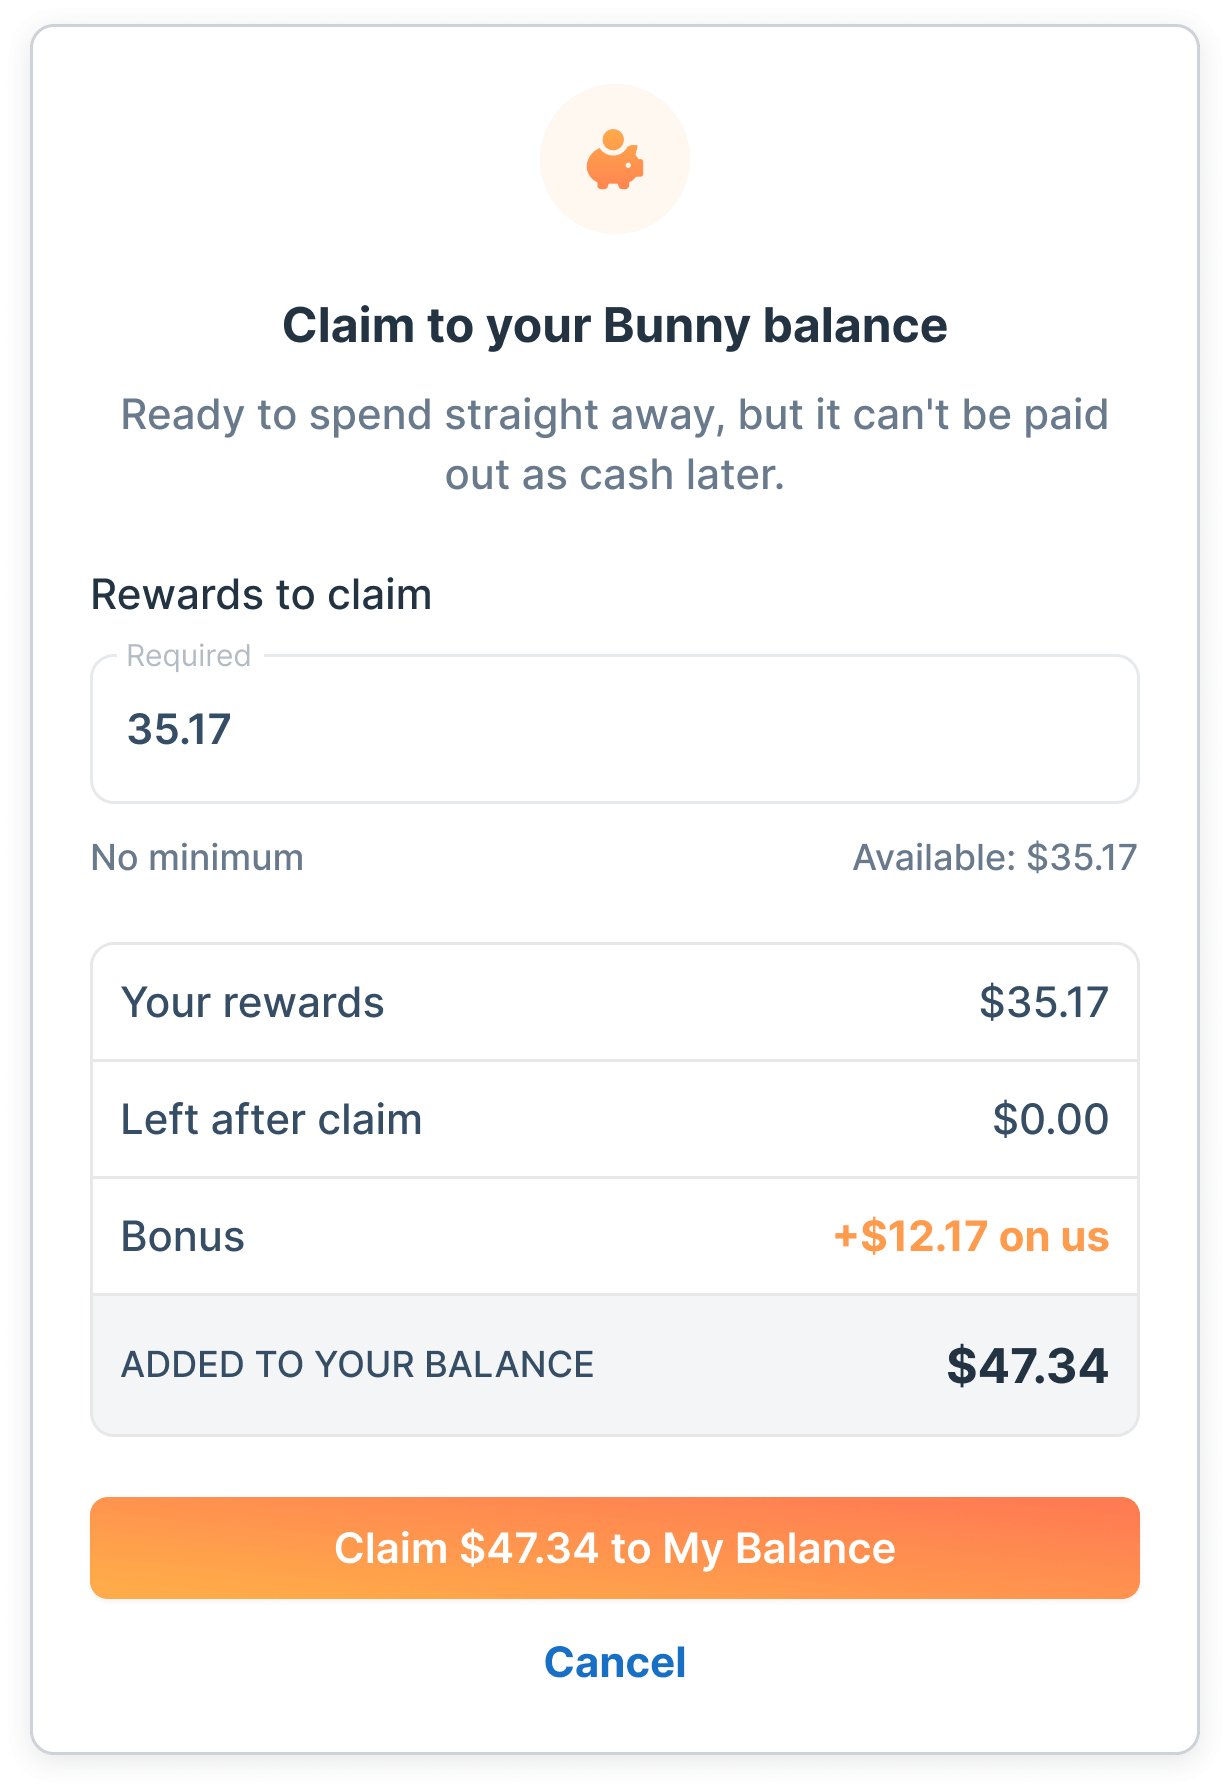 Claim to your Bunny balance
Ready to spend straight away, but it can't be paid
out as cash later.
Rewards to claim
Required
35.17
No minimum
Available: $35.17
Your rewards
$35.17
Left after claim
$0.00
Bonus
+$12.17 on us
ADDED TO YOUR BALANCE
$47.34
Claim $47.34 to My Balance
Cancel